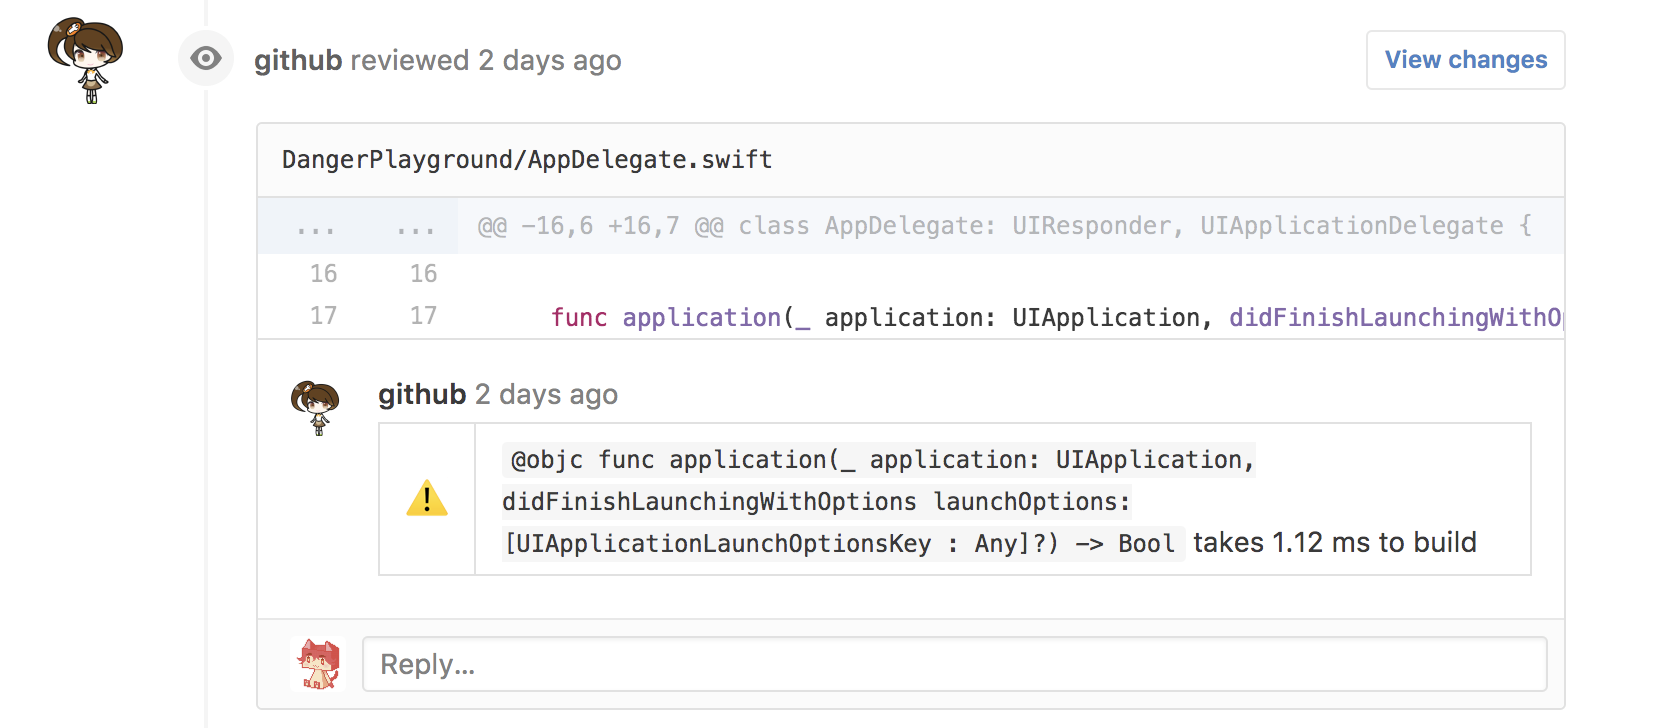 github reviewed 2 days ago
View changes
DangerPlayground/AppDelegate.swift
... ... @@ -16,6 +16,7 @@ class AppDelegate: UIResponder, UIApplicationDelegate {
16 16
17 17 func application(_ application: UIApplication, didFinishLaunchingWithOp
github 2 days ago
@objc func application(_ application: UIApplication,
didFinishLaunchingWithOptions launchOptions:
[UIApplicationLaunchOptionsKey : Any]?) -> Bool takes 1.12 ms to build
Reply...